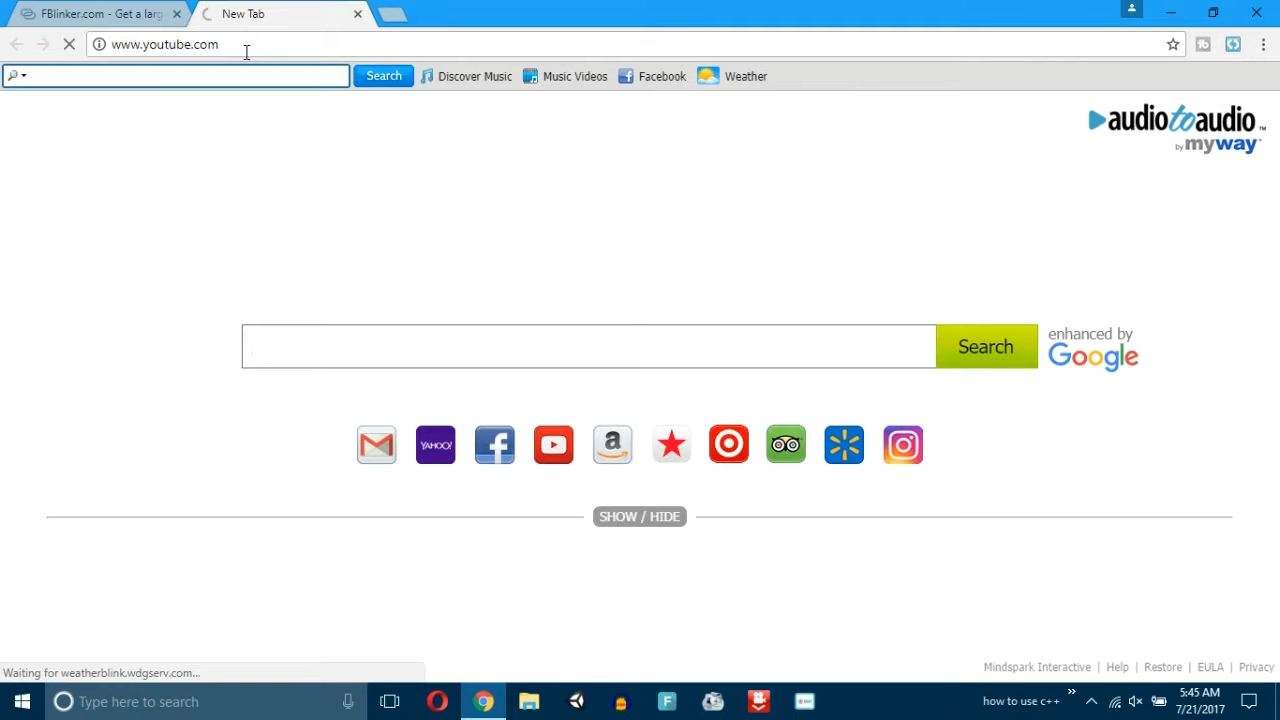 FBlinker.com - Get a larg
New Tab
www.youtube.com
Search
Discover Music
Music Videos
Facebook
Weather
audiotoaudio™
by myway™
Search
enhanced by
Google
YAHOO!
a
SHOW / HIDE
Waiting for weatherblink.wdgserv.com...
Mindspark Interactive | Help | Restore | EULA | Privacy
Type here to search
F
how to use c++
5:45 AM
7/21/2017